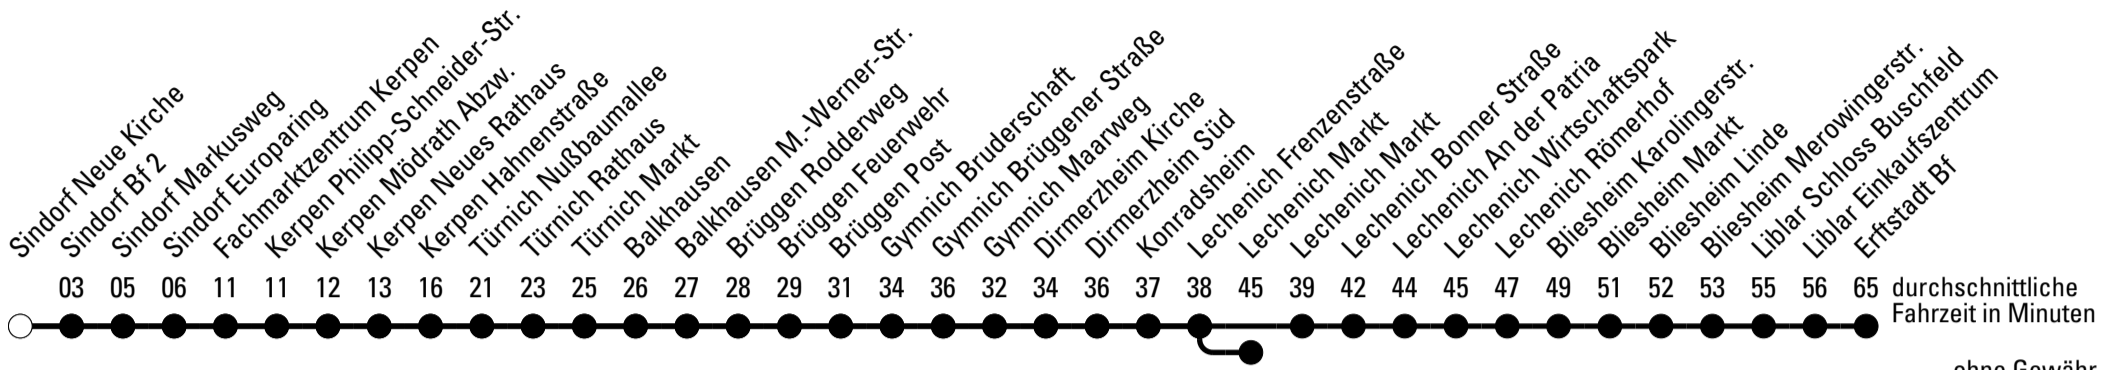 Sindorf Neue Kirche
Sindorf Bf 2
Sindorf Markusweg
Sindorf Europaring
Fachmarktzentrum Kerpen
Kerpen Philipp-Schneider-Str.
Kerpen Mödrath Abzw.
Kerpen Neues Rathaus
Kerpen Hahnenstraße
Türnich Nußbaumallee
Türnich Rathaus
Türnich Markt
Balkhausen
Balkhausen M.-Werner-Str.
Brüggen Rodderweg
Brüggen Feuerwehr
Brüggen Post
Gymnich Bruderschaft
Gymnich Brüggener Straße
Gymnich Maarweg
Dirmerzheim Kirche
Dirmerzheim Süd
Konradsheim
Lechenich Frenzenstraße
Lechenich Markt
Lechenich Markt
Lechenich Bonner Straße
Lechenich An der Patria
Lechenich Wirtschaftspark
Lechenich Römerhof
Bliesheim Karolingerstr.
Bliesheim Markt
Bliesheim Linde
Bliesheim Merowingerstr.
Liblar Schloss Buschfeld
Liblar Einkaufszentrum
Erftstadt Bf
03 05 06 11 11 12 13 16 21 23 25 26 27 28 29 31 34 36 32 34 36 37 38 45 39 42 44 45 47 49 51 52 53 55 56 65 durchschnittliche
Fahrzeit in Minuten
ohne Gewähr